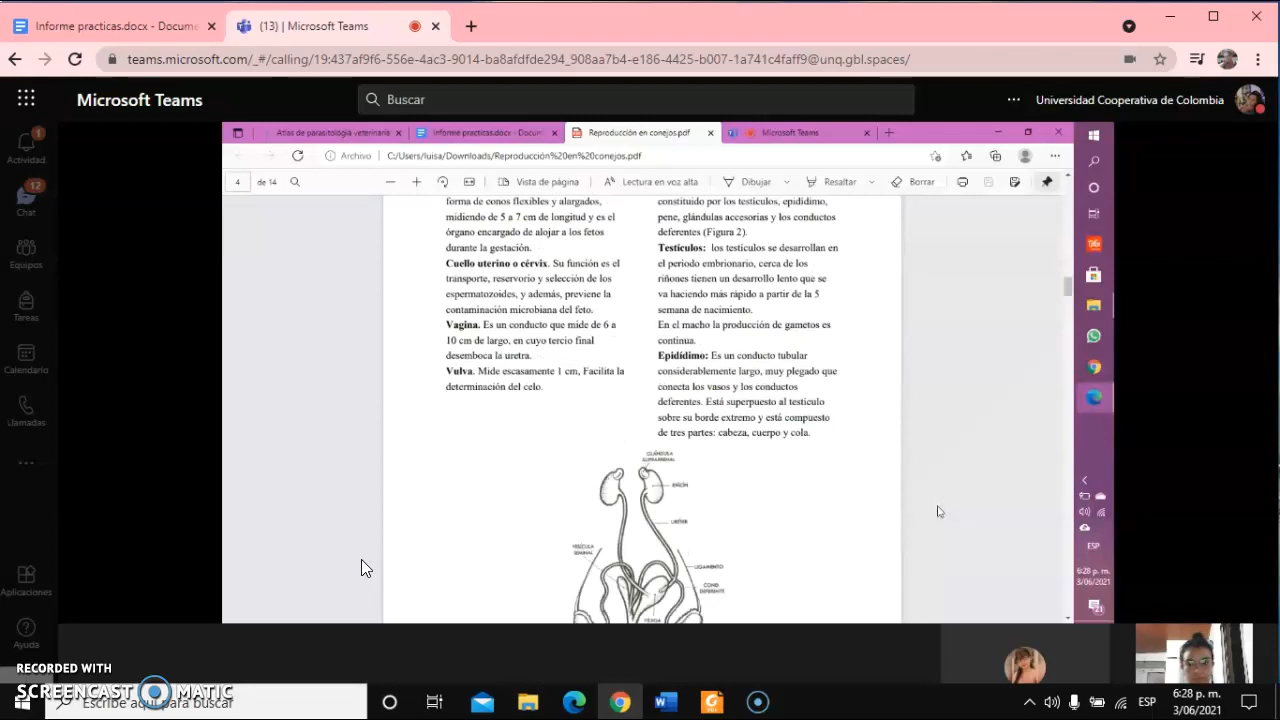 Informe practicas.docx - Docume
(13) | Microsoft Teams
teams.microsoft.com/_#/calling/19:437af9f6-556e-4ac3-9014-ba8afdfde294_908aa7b4-e186-4425-b007-1a741c4faff9@unq.gbl.spaces/
Microsoft Teams
Buscar
Universidad Cooperativa de Colombia
Actividad
1
Chat
12
Equipos
Tareas
Calendario
Llamadas
Aplicaciones
Ayuda
Atlas de parasitología veterinaria
Informe practicas.docx - Docum
Reproducción en conejos.pdf
Microsoft Teams
Archivo
C:/Users/luisa/Downloads/Reproducción%20en%20conejos.pdf
4
de 14
Vista de página
Lectura en voz alta
Dibujar
Resaltar
Borrar
forma de conos flexibles y alargados,
midiendo de 5 a 7 cm de longitud y es el
órgano encargado de alojar a los fetos
durante la gestación.
Cuello uterino o cérvix. Su función es el
transporte, reservorio y selección de los
espermatozoides, y además, previene la
contaminación microbiana del feto.
Vagina. Es un conducto que mide de 6 a
10 cm de largo, en cuyo tercio final
desemboca la uretra.
Vulva. Mide escasamente 1 cm, Facilita la
determinación del celo.
constituido por los testículos, epidídimo,
pene, glándulas accesorias y los conductos
deferentes (Figura 2).
Testículos: los testículos se desarrollan en
el periodo embrionario, cerca de los
riñones tienen un desarrollo lento que se
va haciendo más rápido a partir de la 5
semana de nacimiento.
En el macho la producción de gametos es
continua.
Epidídimo: Es un conducto tubular
considerablemente largo, muy plegado que
conecta los vasos y los conductos
deferentes. Está superpuesto al testículo
sobre su borde extremo y está compuesto
de tres partes: cabeza, cuerpo y cola.
GLÁNDULA
SUPRARRENAL
RIÑÓN
URÉTER
VESÍCULA
SEMINAL
LIGAMENTO
COND.
DEFERENTE
VEJIGA
ESP
6:28 p. m.
3/06/2021
21
RECORDED WITH
SCREENCAST MATIC
Escribe aquí para buscar
ESP
6:28 p. m.
3/06/2021